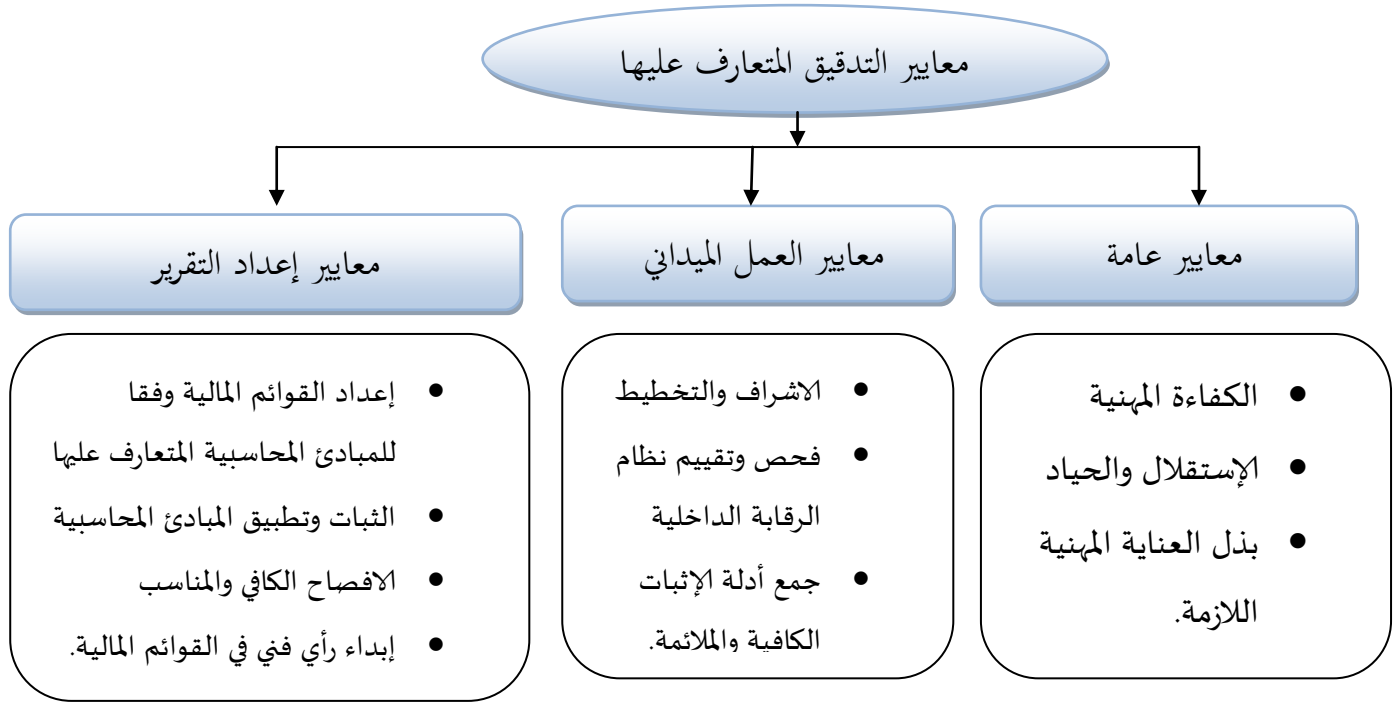 معايير التدقيق المتعارف عليها
معايير عامة
• الكفاءة المهنية
• الإستقلال والحياد
• بذل العناية المهنية
اللازمة.
معايير العمل الميداني
• الاشراف والتخطيط
• فحص وتقييم نظام
الرقابة الداخلية
• جمع أدلة الإثبات
الكافية والملائمة.
معايير إعداد التقرير
• إعداد القوائم المالية وفقا
للمبادئ المحاسبية المتعارف عليها
• الثبات وتطبيق المبادئ المحاسبية
• الافصاح الكافي والمناسب
• إبداء رأي فني في القوائم المالية.